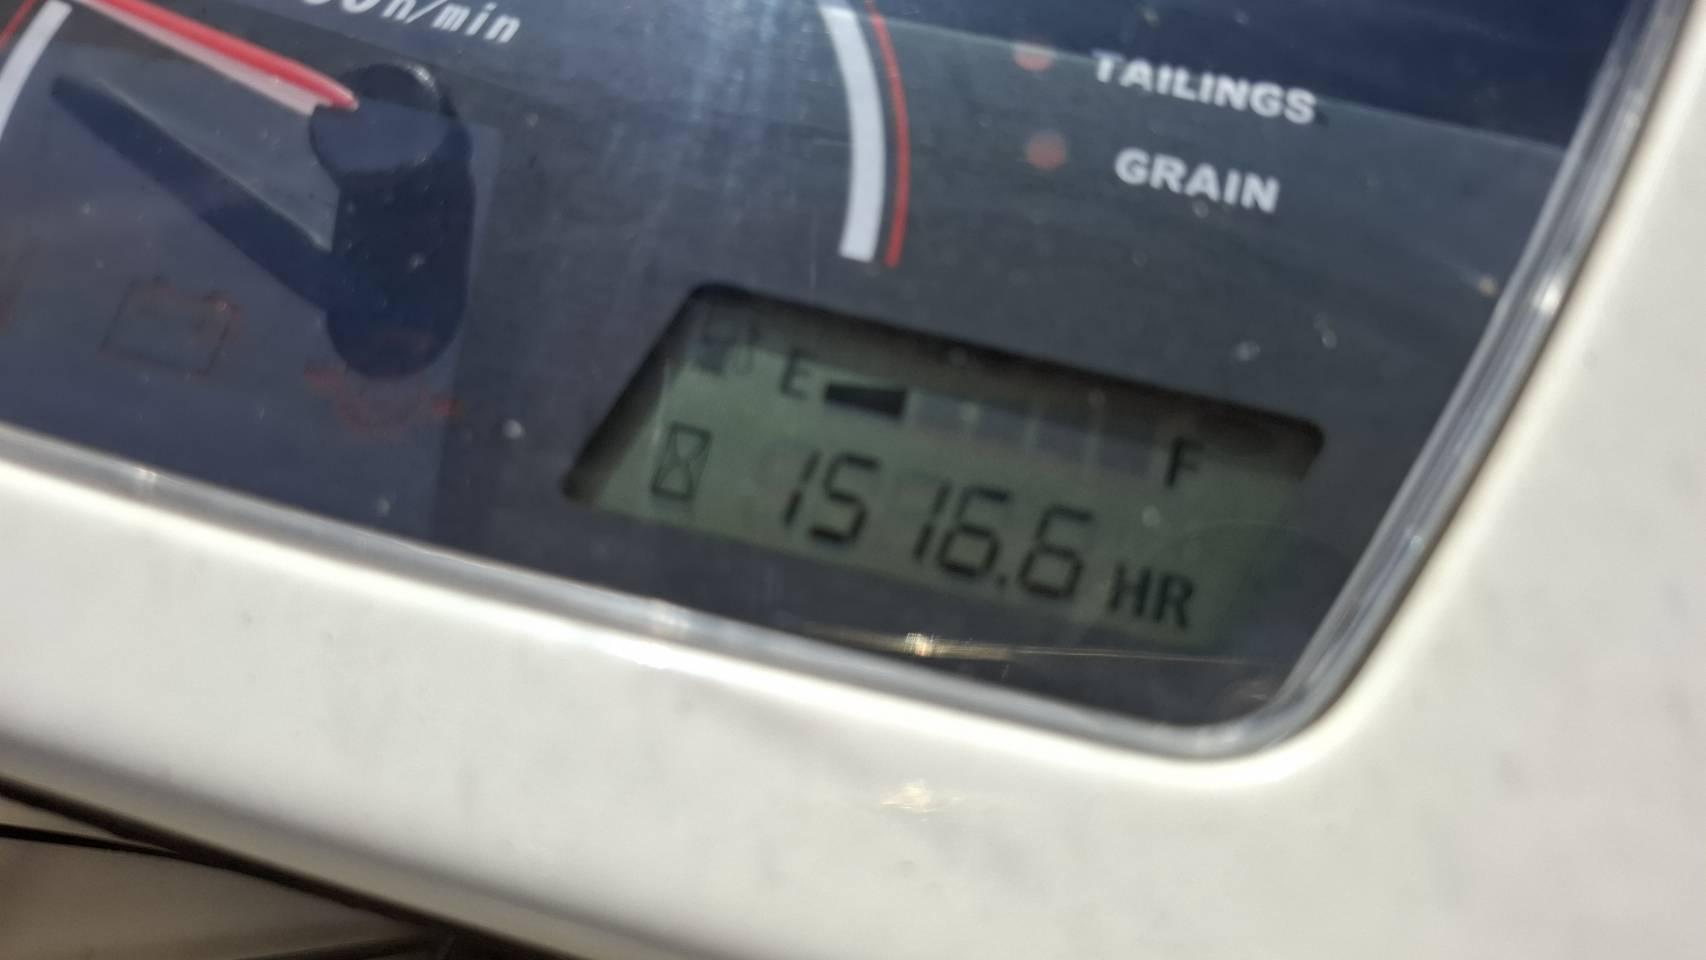 n/min
TAILINGS
GRAIN
E F
1516.6 HR